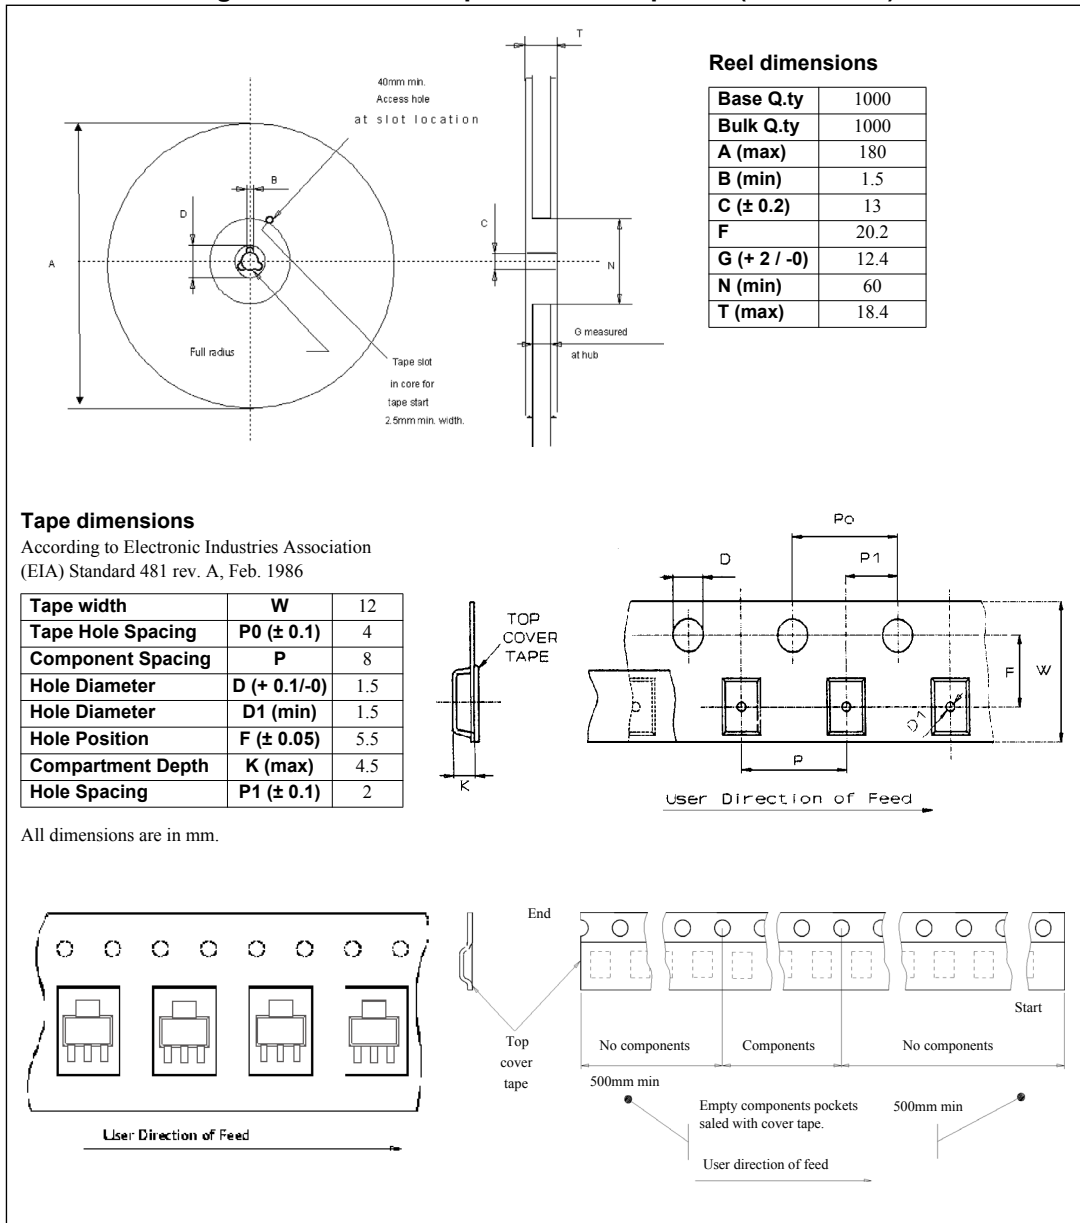 T
40mm min.
Access hole
at slot location
B
D
C
A
N
Full radius
Tape slot
in core for
tape start
2.5mm min. width.
G measured
at hub
Reel dimensions
Base Q.ty 1000
Bulk Q.ty 1000
A (max) 180
B (min) 1.5
C (± 0.2) 13
F 20.2
G (+ 2 / -0) 12.4
N (min) 60
T (max) 18.4
Tape dimensions
According to Electronic Industries Association
(EIA) Standard 481 rev. A, Feb. 1986
Tape width W 12
Tape Hole Spacing P0 (± 0.1) 4
Component Spacing P 8
Hole Diameter D (+ 0.1/-0) 1.5
Hole Diameter D1 (min) 1.5
Hole Position F (± 0.05) 5.5
Compartment Depth K (max) 4.5
Hole Spacing P1 (± 0.1) 2
All dimensions are in mm.
TOP
COVER
TAPE
K
Po
D
P1
F
W
D1
P
User Direction of Feed
User Direction of Feed
End
Start
Top
cover
tape
No components
Components
No components
500mm min
Empty components pockets
saled with cover tape.
500mm min
User direction of feed